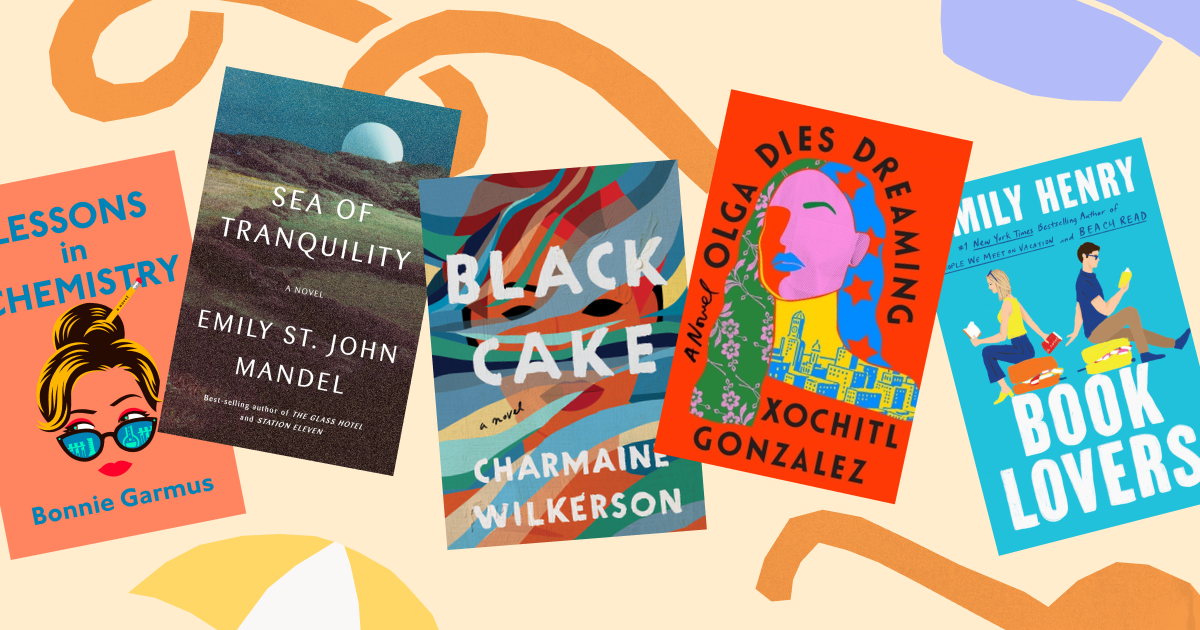 LESSONS
in
CHEMISTRY
Bonnie Garmus
SEA OF
TRANQUILITY
A NOVEL
EMILY ST. JOHN
MANDEL
Best-selling author of THE GLASS HOTEL
and STATION ELEVEN
BLACK
CAKE
a novel
CHARMAINE
WILKERSON
OLGA DIES DREAMING
A Novel
XOCHITL
GONZALEZ
MILY HENRY
#1 New York Times Bestselling Author of
OPLE WE MEET ON VACATION and BEACH READ
BOOK
LOVERS